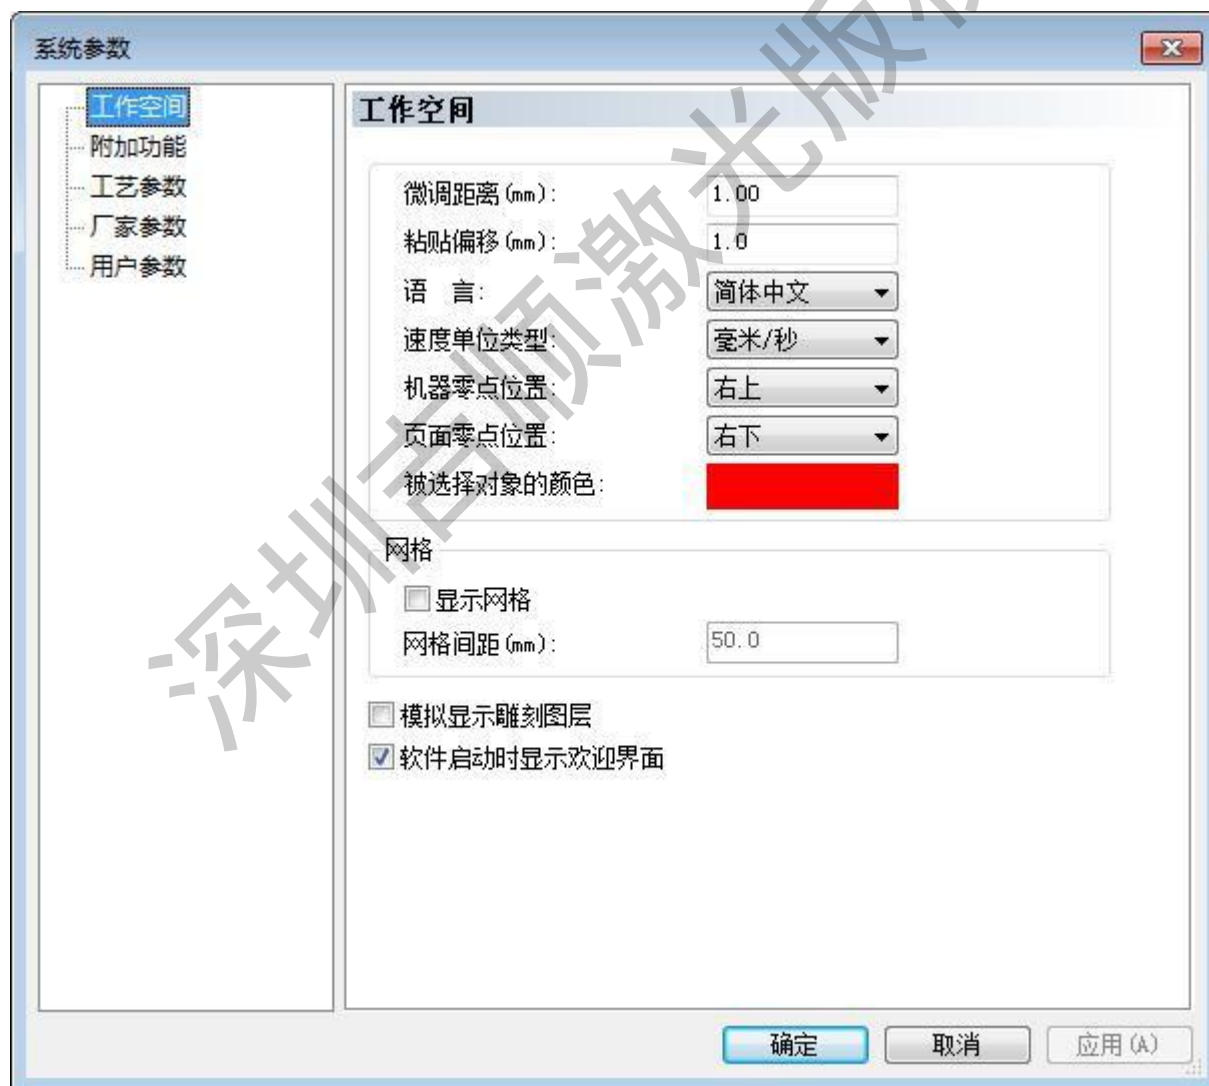 系统参数
工作空间
附加功能
工艺参数
厂家参数
用户参数
工作空间
微调距离(mm): 1.00
粘贴偏移(mm): 1.0
语 言: 简体中文
速度单位类型: 毫米/秒
机器零点位置: 右上
页面零点位置: 右下
被选择对象的颜色:
网格
显示网格
网格间距(mm): 50.0
模拟显示雕刻图层
软件启动时显示欢迎界面
确定 取消 应用(A)
深圳吉顺激光版权